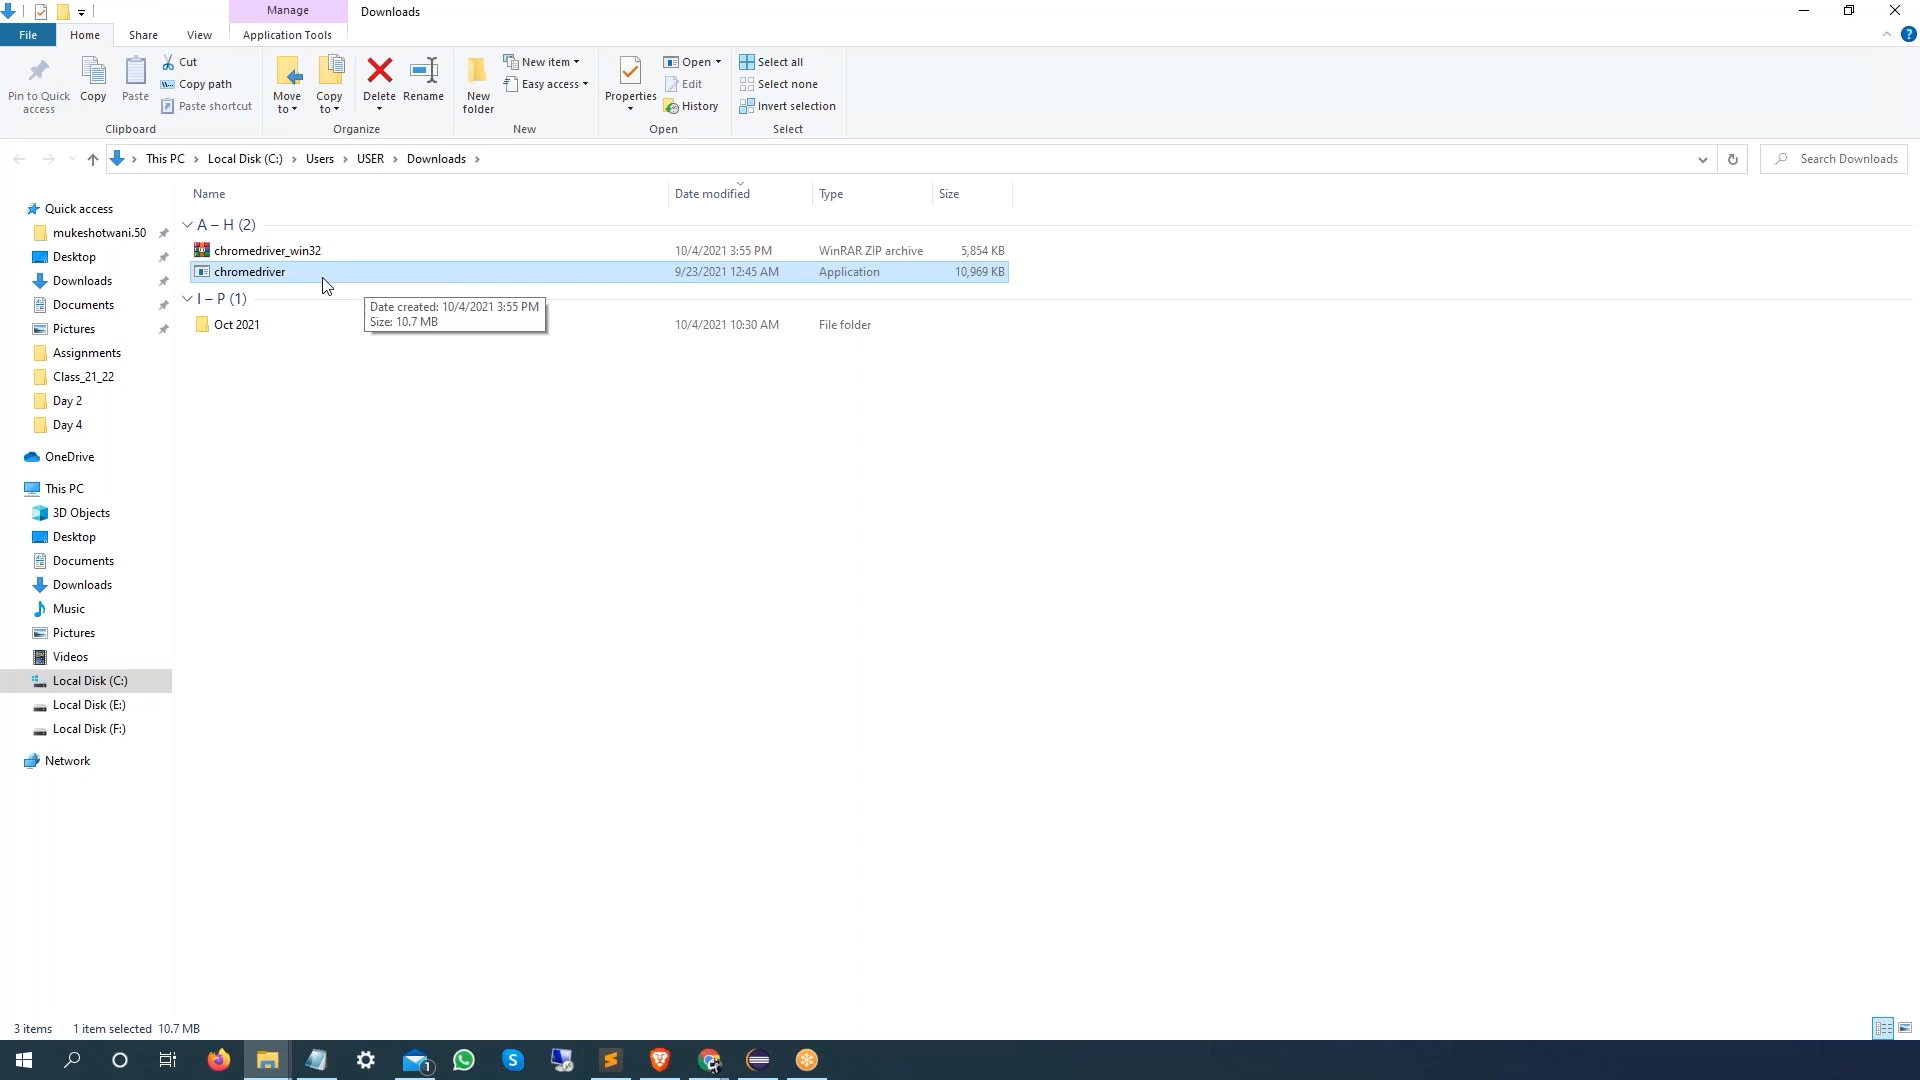 Manage
Downloads
File
Home
Share
View
Application Tools
Pin to Quick access
Copy
Paste
Cut
Copy path
Paste shortcut
Clipboard
Move to
Copy to
Delete
Rename
Organize
New folder
New item
Easy access
New
Properties
Open
Edit
History
Open
Select all
Select none
Invert selection
Select
This PC
Local Disk (C:)
Users
USER
Downloads
Search Downloads
Name
Date modified
Type
Size
A – H (2)
chromedriver_win32 10/4/2021 3:55 PM WinRAR ZIP archive 5,854 KB
chromedriver 9/23/2021 12:45 AM Application 10,969 KB
I – P (1)
Date created: 10/4/2021 3:55 PM
Size: 10.7 MB
Oct 2021 10/4/2021 10:30 AM File folder
Quick access
mukeshotwani.50
Desktop
Downloads
Documents
Pictures
Assignments
Class_21_22
Day 2
Day 4
OneDrive
This PC
3D Objects
Desktop
Documents
Downloads
Music
Pictures
Videos
Local Disk (C:)
Local Disk (E:)
Local Disk (F:)
Network
3 items
1 item selected 10.7 MB
1